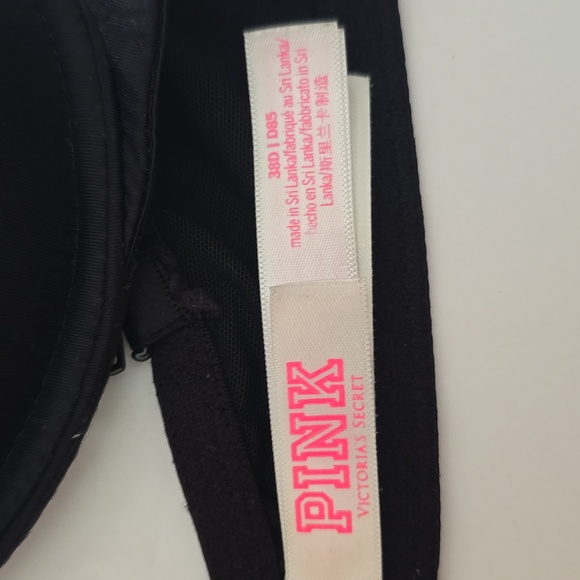 38D | D85
made in Sri Lanka/fabriqué au Sri Lanka/
hecho en Sri Lanka/fabbricato in Sri
Lanka/斯里兰卡制造
PINK
VICTORIA'S SECRET